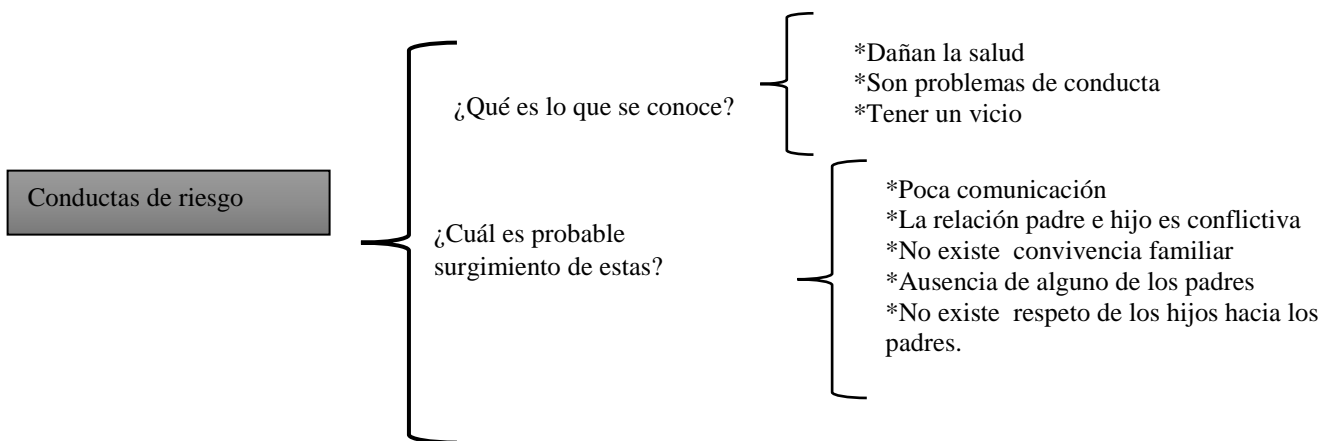 Conductas de riesgo
¿Qué es lo que se conoce?
*Dañan la salud
*Son problemas de conducta
*Tener un vicio
¿Cuál es probable
surgimiento de estas?
*Poca comunicación
*La relación padre e hijo es conflictiva
*No existe convivencia familiar
*Ausencia de alguno de los padres
*No existe respeto de los hijos hacia los
padres.